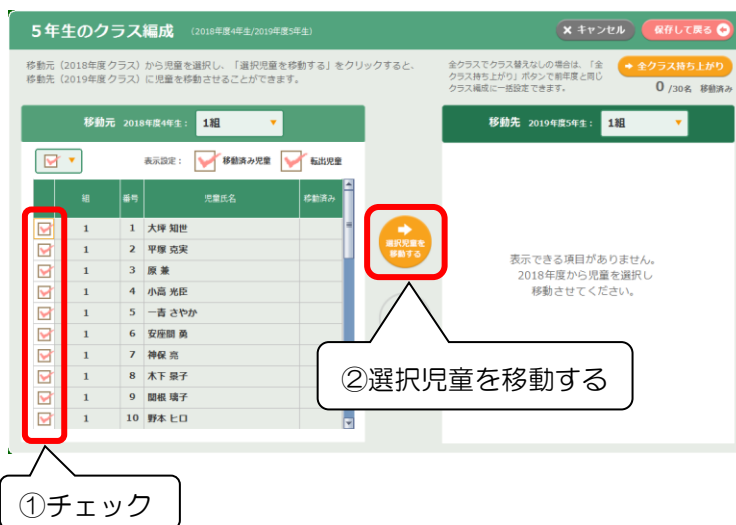 5年生のクラス編成 （2018年度4年生/2019年度5年生）
× キャンセル
保存して戻る
移動元（2018年度クラス）から児童を選択し、「選択児童を移動する」をクリックすると、
移動先（2019年度クラス）に児童を移動させることができます。
全クラスでクラス替えなしの場合は、「全
クラス持ち上がり」ボタンで前年度と同じ
クラス編成に一括設定できます。
全クラス持ち上がり
0 /30名 移動済み
移動元 2018年度4年生： 1組
移動先 2019年度5年生： 1組
表示設定： 移動済み児童 転出児童
組 番号 児童氏名 移動済み
1 1 大坪 知世
1 2 平塚 克実
1 3 原 兼
1 4 小高 光臣
1 5 一青 さやか
1 6 安座間 勇
1 7 神保 亮
1 8 木下 景子
1 9 関根 璃子
1 10 野本 ヒロ
選択児童を
移動する
表示できる項目がありません。
2018年度から児童を選択し
移動させてください。
②選択児童を移動する
①チェック